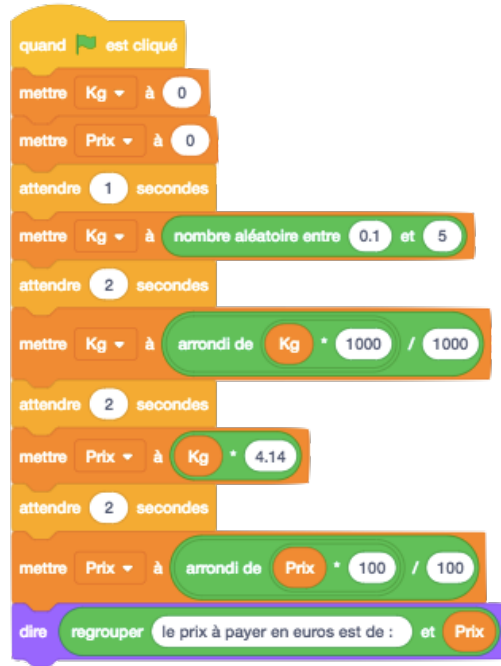 quand est cliqué
mettre Kg à 0
mettre Prix à 0
attendre 1 secondes
mettre Kg à nombre aléatoire entre 0.1 et 5
attendre 2 secondes
mettre Kg à arrondi de Kg * 1000 / 1000
attendre 2 secondes
mettre Prix à Kg * 4.14
attendre 2 secondes
mettre Prix à arrondi de Prix * 100 / 100
dire regrouper le prix à payer en euros est de : et Prix